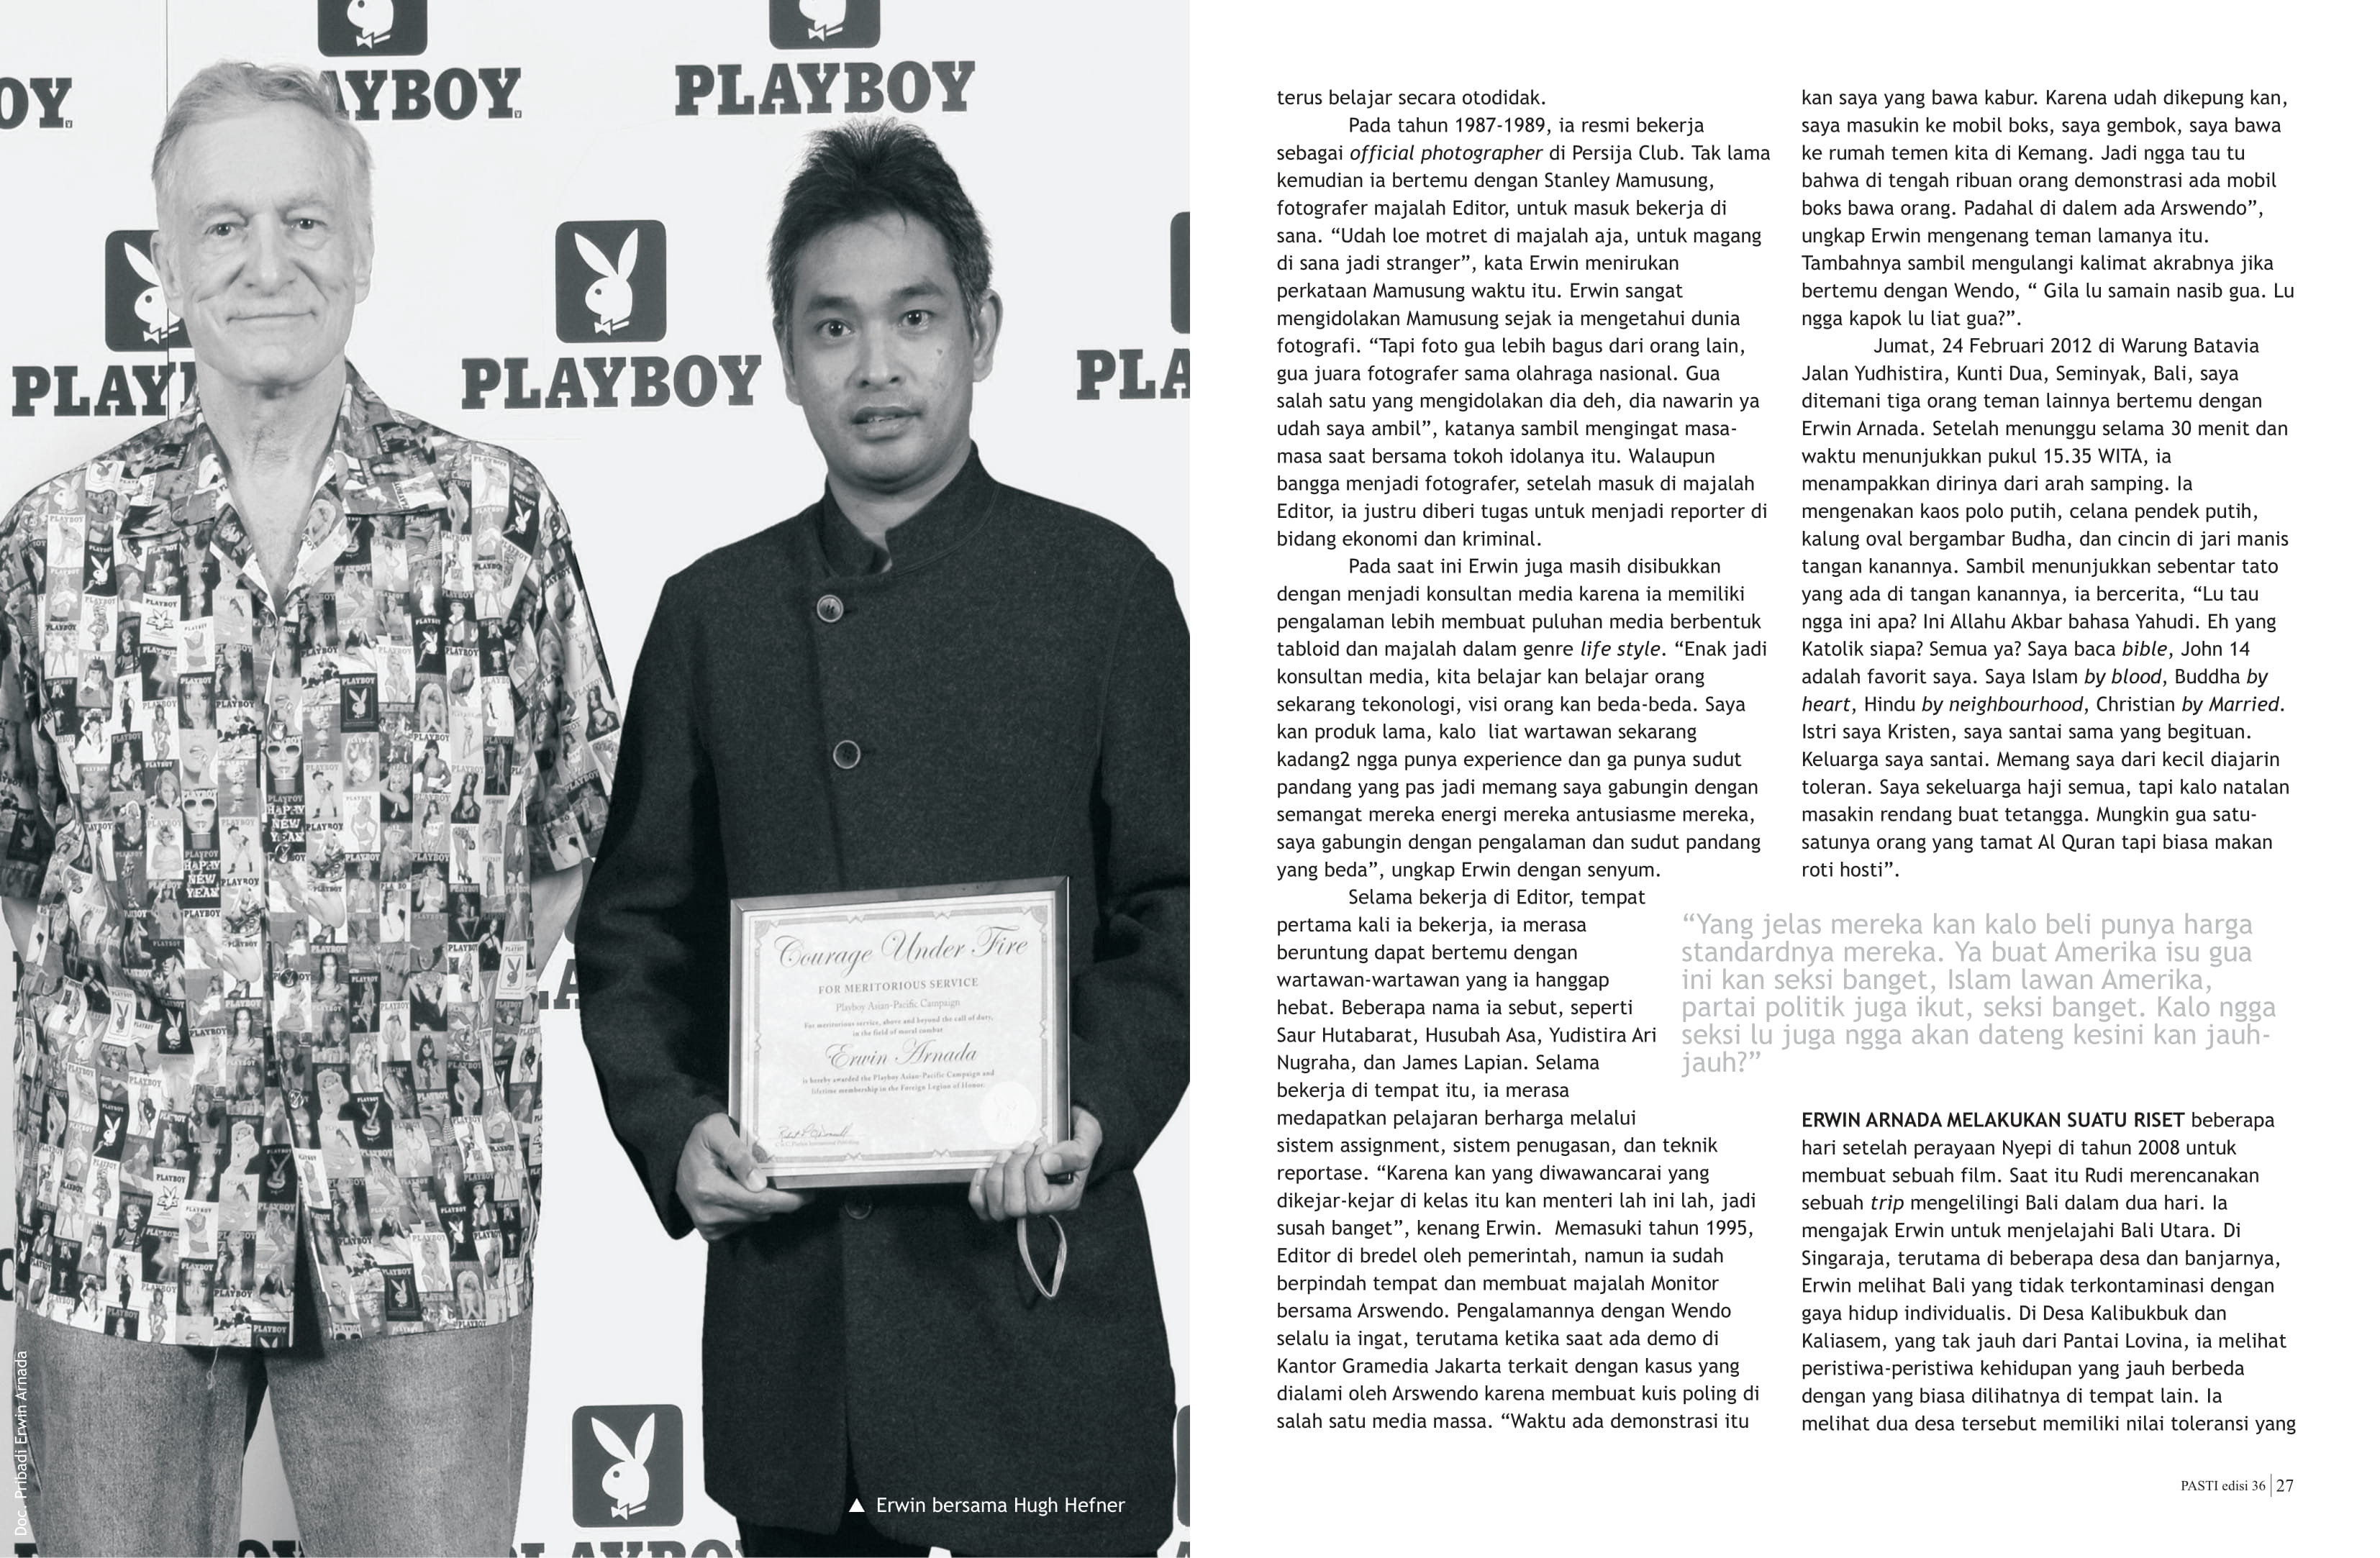 OY
PLAYBOY
PLAYBOY
PLAYBOY
PLAYBOY
PLA
Courage Under Fire
FOR MERITORIOUS SERVICE
Playboy Asian-Pacific Campaign
For meritorious service, above and beyond the call of duty,
in the field of moral combat
Erwin Arnada
is hereby awarded the Playboy Asian-Pacific Campaign and
lifetime membership in the Foreign Legion of Honor.
Doc. Pribadi Erwin Arnada
▲ Erwin bersama Hugh Hefner
terus belajar secara otodidak.
Pada tahun 1987-1989, ia resmi bekerja
sebagai official photographer di Persija Club. Tak lama
kemudian ia bertemu dengan Stanley Mamusung,
fotografer majalah Editor, untuk masuk bekerja di
sana. “Udah loe motret di majalah aja, untuk magang
di sana jadi stranger”, kata Erwin menirukan
perkataan Mamusung waktu itu. Erwin sangat
mengidolakan Mamusung sejak ia mengetahui dunia
fotografi. “Tapi foto gua lebih bagus dari orang lain,
gua juara fotografer sama olahraga nasional. Gua
salah satu yang mengidolakan dia deh, dia nawarin ya
udah saya ambil”, katanya sambil mengingat masa-
masa saat bersama tokoh idolanya itu. Walaupun
bangga menjadi fotografer, setelah masuk di majalah
Editor, ia justru diberi tugas untuk menjadi reporter di
bidang ekonomi dan kriminal.
Pada saat ini Erwin juga masih disibukkan
dengan menjadi konsultan media karena ia memiliki
pengalaman lebih membuat puluhan media berbentuk
tabloid dan majalah dalam genre life style. “Enak jadi
konsultan media, kita belajar kan belajar orang
sekarang tekonologi, visi orang kan beda-beda. Saya
kan produk lama, kalo  liat wartawan sekarang
kadang2 ngga punya experience dan ga punya sudut
pandang yang pas jadi memang saya gabungin dengan
semangat mereka energi mereka antusiasme mereka,
saya gabungin dengan pengalaman dan sudut pandang
yang beda”, ungkap Erwin dengan senyum.
Selama bekerja di Editor, tempat
pertama kali ia bekerja, ia merasa
beruntung dapat bertemu dengan
wartawan-wartawan yang ia hanggap
hebat. Beberapa nama ia sebut, seperti
Saur Hutabarat, Husubah Asa, Yudistira Ari
Nugraha, dan James Lapian. Selama
bekerja di tempat itu, ia merasa
medapatkan pelajaran berharga melalui
sistem assignment, sistem penugasan, dan teknik
reportase. “Karena kan yang diwawancarai yang
dikejar-kejar di kelas itu kan menteri lah ini lah, jadi
susah banget”, kenang Erwin.  Memasuki tahun 1995,
Editor di bredel oleh pemerintah, namun ia sudah
berpindah tempat dan membuat majalah Monitor
bersama Arswendo. Pengalamannya dengan Wendo
selalu ia ingat, terutama ketika saat ada demo di
Kantor Gramedia Jakarta terkait dengan kasus yang
dialami oleh Arswendo karena membuat kuis poling di
salah satu media massa. “Waktu ada demonstrasi itu
kan saya yang bawa kabur. Karena udah dikepung kan,
saya masukin ke mobil boks, saya gembok, saya bawa
ke rumah temen kita di Kemang. Jadi ngga tau tu
bahwa di tengah ribuan orang demonstrasi ada mobil
boks bawa orang. Padahal di dalem ada Arswendo”,
ungkap Erwin mengenang teman lamanya itu.
Tambahnya sambil mengulangi kalimat akrabnya jika
bertemu dengan Wendo, “ Gila lu samain nasib gua. Lu
ngga kapok lu liat gua?”.
Jumat, 24 Februari 2012 di Warung Batavia
Jalan Yudhistira, Kunti Dua, Seminyak, Bali, saya
ditemani tiga orang teman lainnya bertemu dengan
Erwin Arnada. Setelah menunggu selama 30 menit dan
waktu menunjukkan pukul 15.35 WITA, ia
menampakkan dirinya dari arah samping. Ia
mengenakan kaos polo putih, celana pendek putih,
kalung oval bergambar Budha, dan cincin di jari manis
tangan kanannya. Sambil menunjukkan sebentar tato
yang ada di tangan kanannya, ia bercerita, “Lu tau
ngga ini apa? Ini Allahu Akbar bahasa Yahudi. Eh yang
Katolik siapa? Semua ya? Saya baca bible, John 14
adalah favorit saya. Saya Islam by blood, Buddha by
heart, Hindu by neighbourhood, Christian by Married.
Istri saya Kristen, saya santai sama yang begituan.
Keluarga saya santai. Memang saya dari kecil diajarin
toleran. Saya sekeluarga haji semua, tapi kalo natalan
masakin rendang buat tetangga. Mungkin gua satu-
satunya orang yang tamat Al Quran tapi biasa makan
roti hosti”.
“Yang jelas mereka kan kalo beli punya harga
standardnya mereka. Ya buat Amerika isu gua
ini kan seksi banget, Islam lawan Amerika,
partai politik juga ikut, seksi banget. Kalo ngga
seksi lu juga ngga akan dateng kesini kan jauh-
jauh?”
ERWIN ARNADA MELAKUKAN SUATU RISET beberapa
hari setelah perayaan Nyepi di tahun 2008 untuk
membuat sebuah film. Saat itu Rudi merencanakan
sebuah trip mengelilingi Bali dalam dua hari. Ia
mengajak Erwin untuk menjelajahi Bali Utara. Di
Singaraja, terutama di beberapa desa dan banjarnya,
Erwin melihat Bali yang tidak terkontaminasi dengan
gaya hidup individualis. Di Desa Kalibukbuk dan
Kaliasem, yang tak jauh dari Pantai Lovina, ia melihat
peristiwa-peristiwa kehidupan yang jauh berbeda
dengan yang biasa dilihatnya di tempat lain. Ia
melihat dua desa tersebut memiliki nilai toleransi yang
PASTI edisi 36 | 27